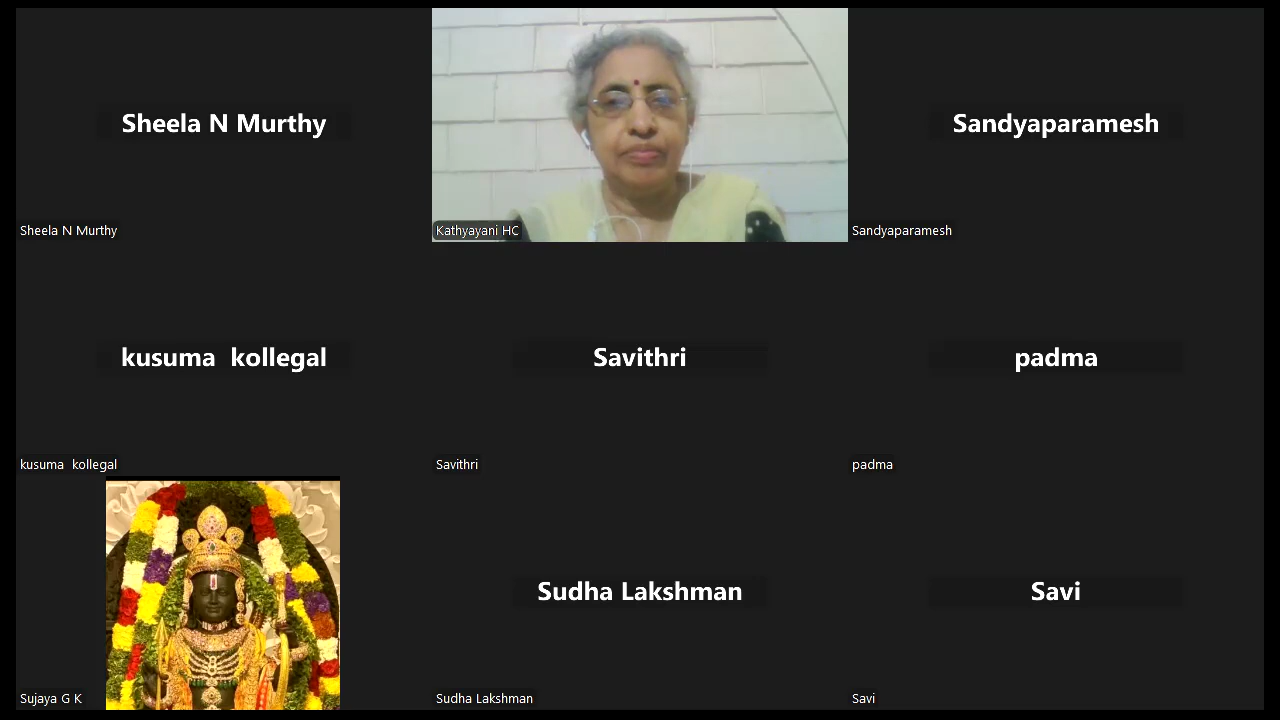 Sheela N Murthy
Sheela N Murthy
Kathyayani HC
Sandyaparamesh
Sandyaparamesh
kusuma  kollegal
kusuma  kollegal
Savithri
Savithri
padma
padma
Sujaya G K
Sudha Lakshman
Sudha Lakshman
Savi
Savi